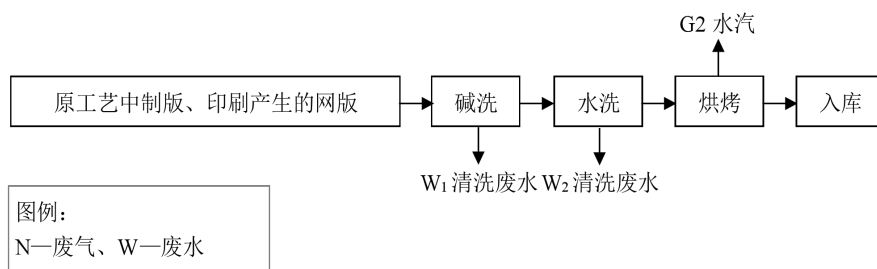 G2 水汽
原工艺中制版、印刷产生的网版
碱洗
水洗
烘烤
入库
W₁ 清洗废水
W₂ 清洗废水
图例：
N—废气、W—废水